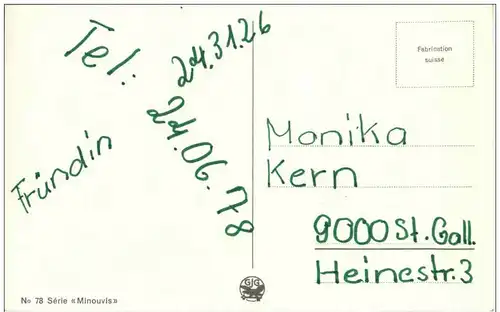 Tel: 24.31.26
24.06.78
Fründin
Fabrication
suisse
Monika
Kern
9000 St. Gall.
Heinestr. 3
GJG
No 78 Série «Minouvis»